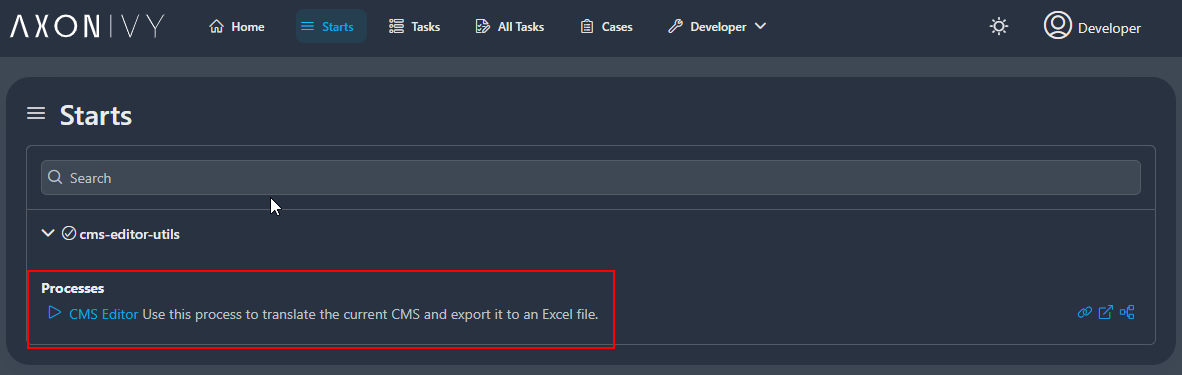 AXONIVY Home Starts Tasks All Tasks Cases Developer Developer
Starts
Search
cms-editor-utils
Processes
CMS Editor Use this process to translate the current CMS and export it to an Excel file.